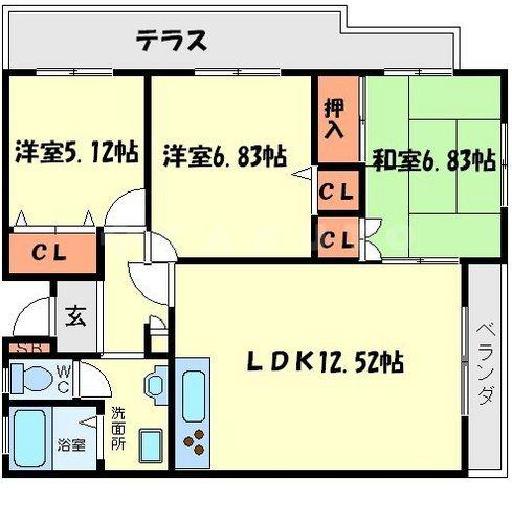 テラス
洋室5.12帖
洋室6.83帖
押入
和室6.83帖
CL
CL
CL
玄
SB
WC
洗面所
浴室
LDK12.52帖
ベランダ